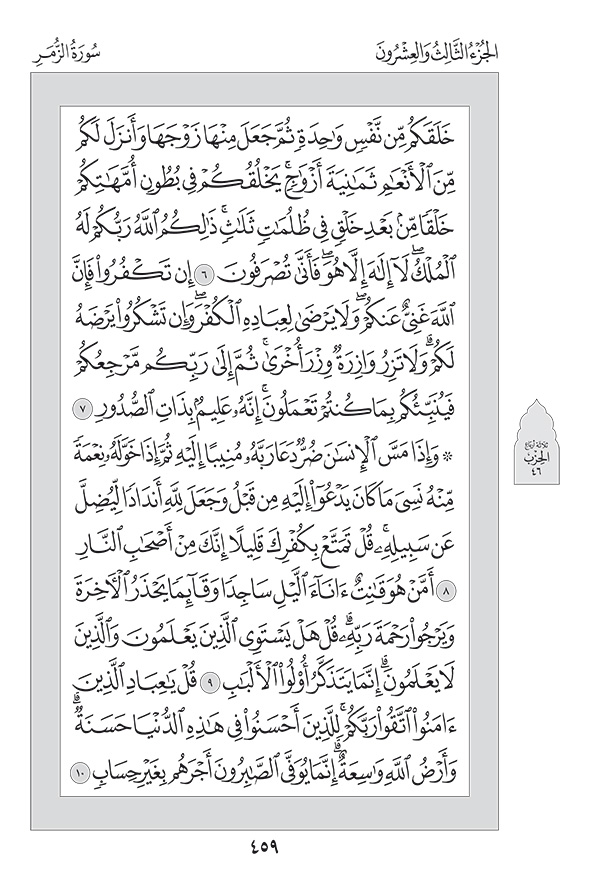 الجُزْءُ الثَّالِثُ وَالعِشْرُونَ
سُورَةُ الزُّمَرِ
خَلَقَكُم مِّن نَّفْسٖ وَٰحِدَةٖ ثُمَّ جَعَلَ مِنۡهَا زَوۡجَهَا وَأَنزَلَ لَكُم
مِّنَ ٱلۡأَنۡعَٰمِ ثَمَٰنِيَةَ أَزۡوَٰجٖۚ يَخۡلُقُكُمۡ فِي بُطُونِ أُمَّهَٰتِكُمۡ
خَلۡقٗا مِّنۢ بَعۡدِ خَلۡقٖ فِي ظُلُمَٰتٖ ثَلَٰثٖۚ ذَٰلِكُمُ ٱللَّهُ رَبُّكُمۡ لَهُ
ٱلۡمُلۡكُۖ لَآ إِلَٰهَ إِلَّا هُوَۖ فَأَنَّىٰ تُصۡرَفُونَ ٦ إِن تَكۡفُرُواْ فَإِنَّ
ٱللَّهَ غَنِيٌّ عَنكُمۡۖ وَلَا يَرۡضَىٰ لِعِبَادِهِ ٱلۡكُفۡرَۖ وَإِن تَشۡكُرُواْ يَرۡضَهُ
لَكُمۡۗ وَلَا تَزِرُ وَازِرَةٞ وِزۡرَ أُخۡرَىٰۚ ثُمَّ إِلَىٰ رَبِّكُم مَّرۡجِعُكُمۡ
فَيُنَبِّئُكُم بِمَا كُنتُمۡ تَعۡمَلُونَۚ إِنَّهُۥ عَلِيمُۢ بِذَاتِ ٱلصُّدُورِ ٧
۞ وَإِذَا مَسَّ ٱلۡإِنسَٰنَ ضُرّٞ دَعَا رَبَّهُۥ مُنِيبًا إِلَيۡهِ ثُمَّ إِذَا خَوَّلَهُۥ نِعۡمَةٗ
مِّنۡهُ نَسِيَ مَا كَانَ يَدۡعُوٓاْ إِلَيۡهِ مِن قَبۡلُ وَجَعَلَ لِلَّهِ أَندَادٗا لِّيُضِلَّ
عَن سَبِيلِهِۦۚ قُلۡ تَمَتَّعۡ بِكُفۡرِكَ قَلِيلًا إِنَّكَ مِنۡ أَصۡحَٰبِ ٱلنَّارِ
٨ أَمَّنۡ هُوَ قَٰنِتٌ ءَانَآءَ ٱلَّيۡلِ سَاجِدٗا وَقَآئِمٗا يَحۡذَرُ ٱلۡأٓخِرَةَ
وَيَرۡجُواْ رَحۡمَةَ رَبِّهِۦۗ قُلۡ هَلۡ يَسۡتَوِي ٱلَّذِينَ يَعۡلَمُونَ وَٱلَّذِينَ
لَا يَعۡلَمُونَۗ إِنَّمَا يَتَذَكَّرُ أُوْلُواْ ٱلۡأَلۡبَٰبِ ٩ قُلۡ يَٰعِبَادِ ٱلَّذِينَ
ءَامَنُواْ ٱتَّقُواْ رَبَّكُمۡۚ لِلَّذِينَ أَحۡسَنُواْ فِي هَٰذِهِ ٱلدُّنۡيَا حَسَنَةٞۗ
وَأَرۡضُ ٱللَّهِ وَٰسِعَةٌۗ إِنَّمَا يُوَفَّى ٱلصَّٰبِرُونَ أَجۡرَهُم بِغَيۡرِ حِسَابٖ ١٠
ثلاثة أرباع
الحزب
٤٦
٤٥٩